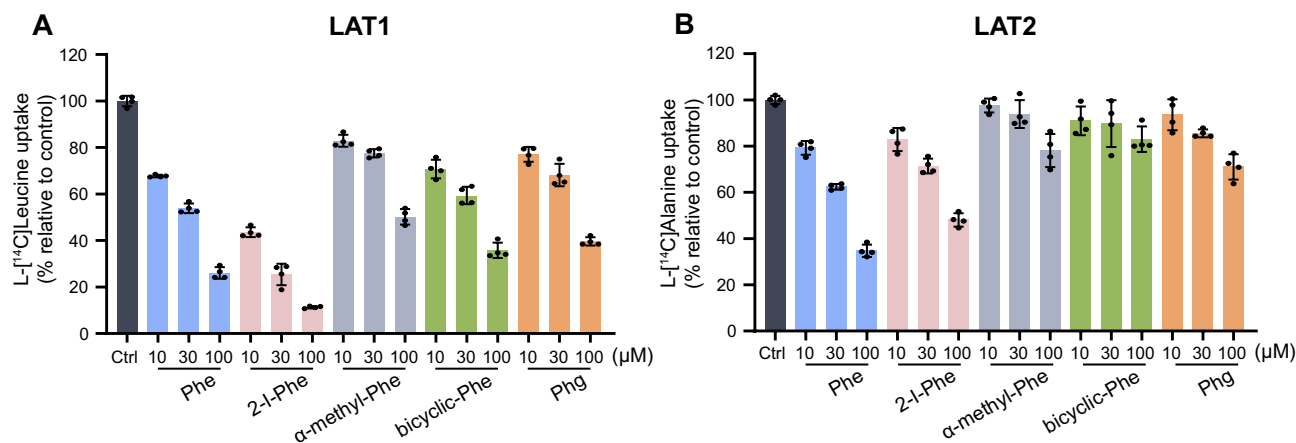 A
LAT1
L-[¹⁴C]Leucine uptake
(% relative to control)
120
100
80
60
40
20
0
Ctrl 10 30 100 10 30 100 10 30 100 10 30 100 10 30 100 (μM)
Phe 2-I-Phe α-methyl-Phe bicyclic-Phe Phg
B
LAT2
L-[¹⁴C]Alanine uptake
(% relative to control)
120
100
80
60
40
20
0
Ctrl 10 30 100 10 30 100 10 30 100 10 30 100 10 30 100 (μM)
Phe 2-I-Phe α-methyl-Phe bicyclic-Phe Phg